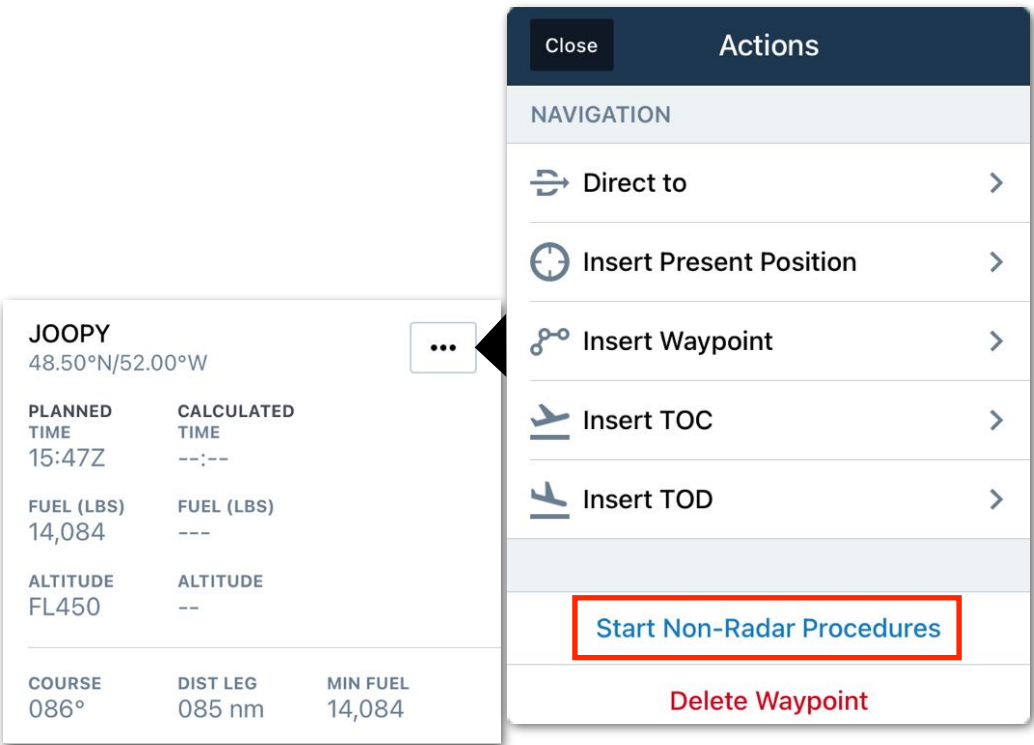 Close
Actions
NAVIGATION
Direct to
Insert Present Position
Insert Waypoint
Insert TOC
Insert TOD
Start Non-Radar Procedures
Delete Waypoint
JOOPY
•••
48.50°N/52.00°W
PLANNED CALCULATED
TIME TIME
15:47Z --:--
FUEL (LBS) FUEL (LBS)
14,084 ---
ALTITUDE ALTITUDE
FL450 --
COURSE DIST LEG MIN FUEL
086° 085 nm 14,084